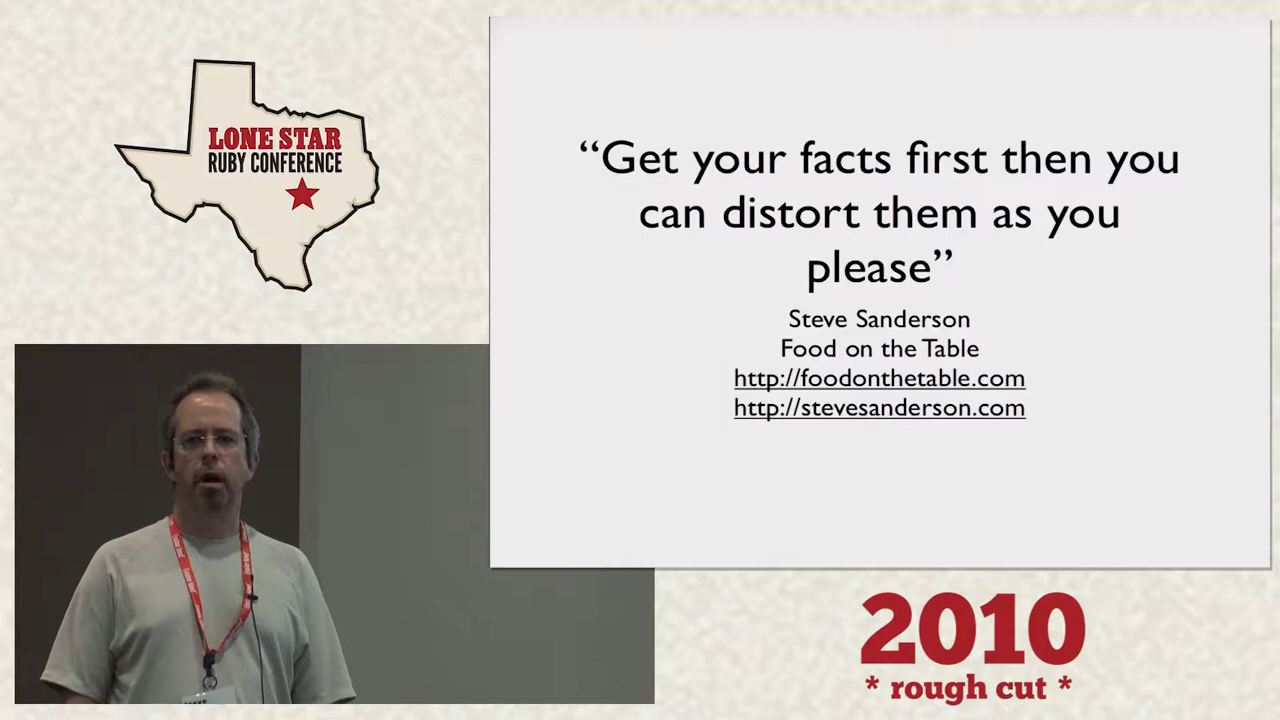 LONE STAR
RUBY CONFERENCE
“Get your facts first then you
can distort them as you
please”
Steve Sanderson
Food on the Table
http://foodonthetable.com
http://stevesanderson.com
2010
* rough cut *